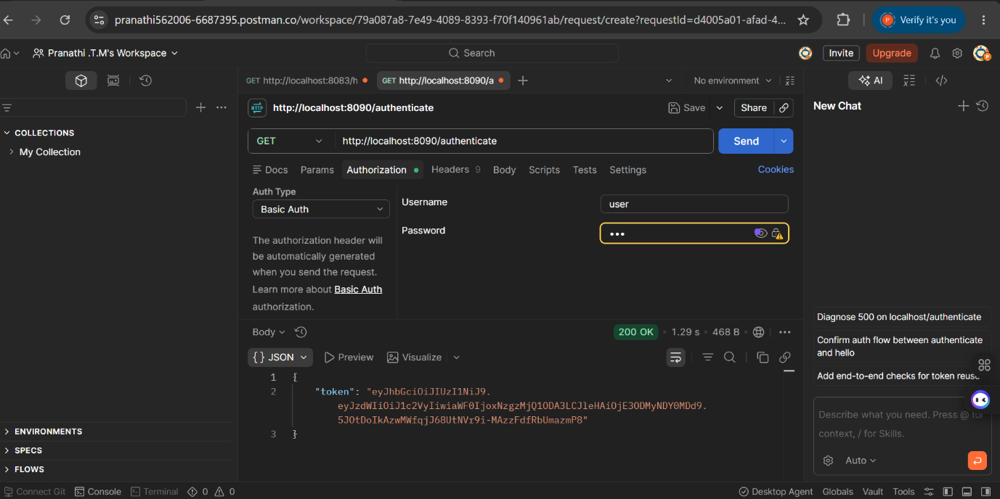 pranathi562006-6687395.postman.co/workspace/79a087a8-7e49-4089-8393-f70f140961ab/request/create?requestId=d4005a01-afad-4...
Verify it's you
Pranathi .T.M's Workspace
Search
Invite
Upgrade
GET http://localhost:8083/h
GET http://localhost:8090/a
No environment
AI
HTTP
http://localhost:8090/authenticate
Save
Share
New Chat
COLLECTIONS
My Collection
GET
http://localhost:8090/authenticate
Send
Docs
Params
Authorization
Headers 9
Body
Scripts
Tests
Settings
Cookies
Auth Type
Basic Auth
The authorization header will
be automatically generated
when you send the request.
Learn more about Basic Auth
authorization.
Username
user
Password
Body
200 OK
1.29 s
468 B
{ } JSON
Preview
Visualize
1 {
2 "token": "eyJhbGciOiJIUzI1NiJ9.
eyJzdWIiOiJ1c2VyIiwiaWF0IjoxNzgzMjQ1ODA3LCJleHAiOjE3ODMyNDY0MDd9.
5JOtDoIkAzwMWfqjJ68UtNVr9i-MAzzFdfRbUmazmP8"
3 }
Diagnose 500 on localhost/authenticate
Confirm auth flow between authenticate
and hello
Add end-to-end checks for token reuse
Describe what you need. Press @ for
context, / for Skills.
Auto
ENVIRONMENTS
SPECS
FLOWS
Connect Git
Console
Terminal
0
0
Desktop Agent
Globals
Vault
Tools